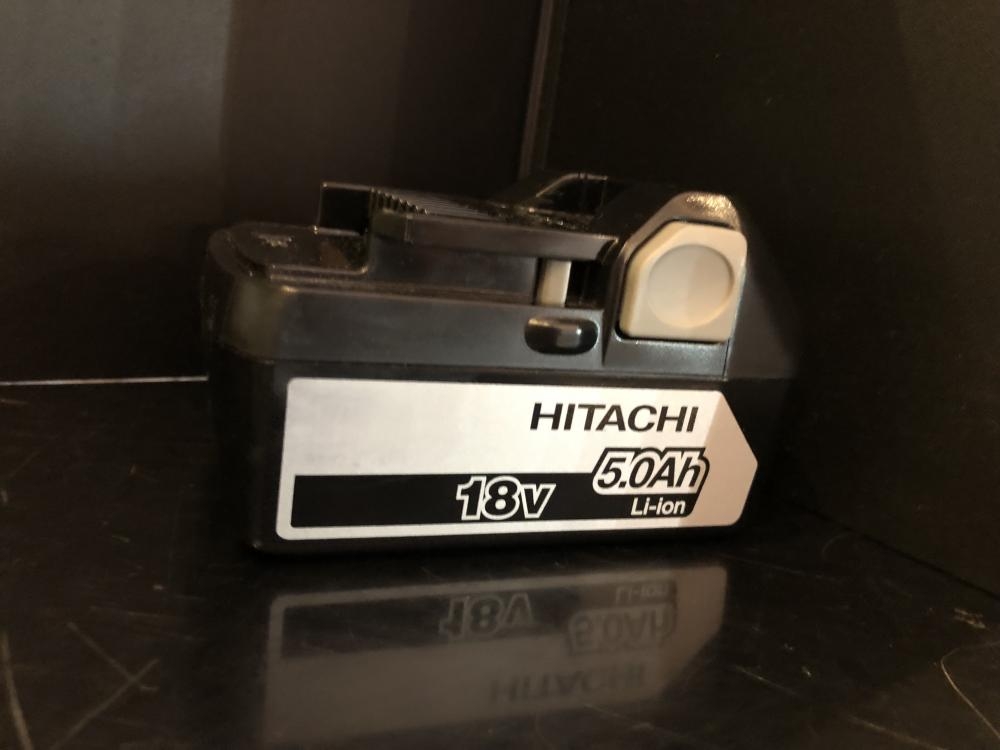 HITACHI
5.0Ah
18V
Li-ion